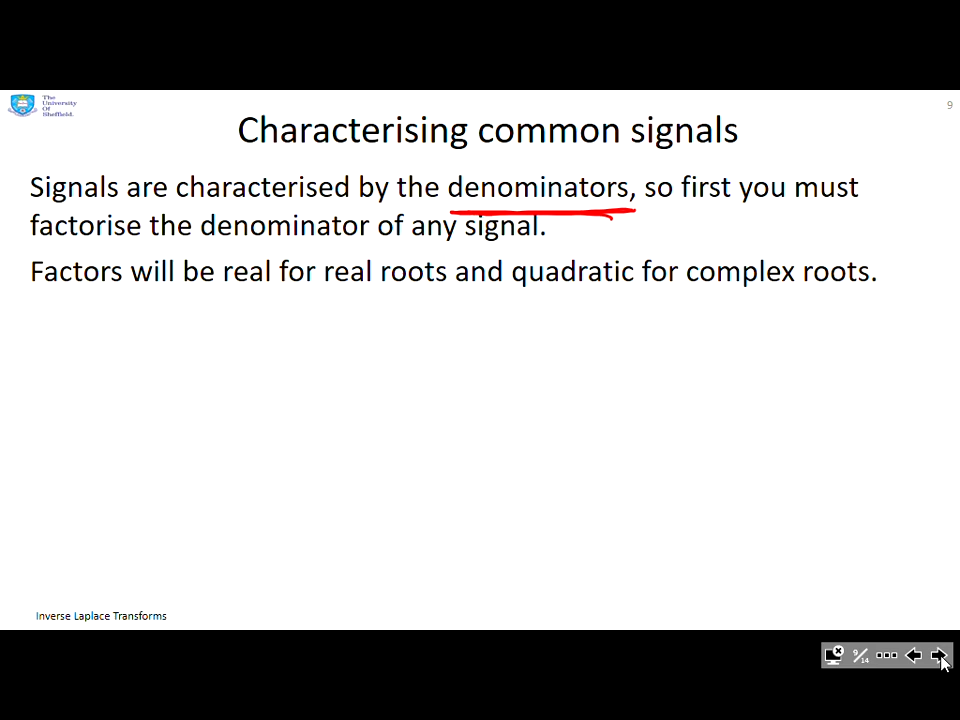 The
University
Of
Sheffield.
9
Characterising common signals
Signals are characterised by the denominators, so first you must
factorise the denominator of any signal.
Factors will be real for real roots and quadratic for complex roots.
Inverse Laplace Transforms
9/14